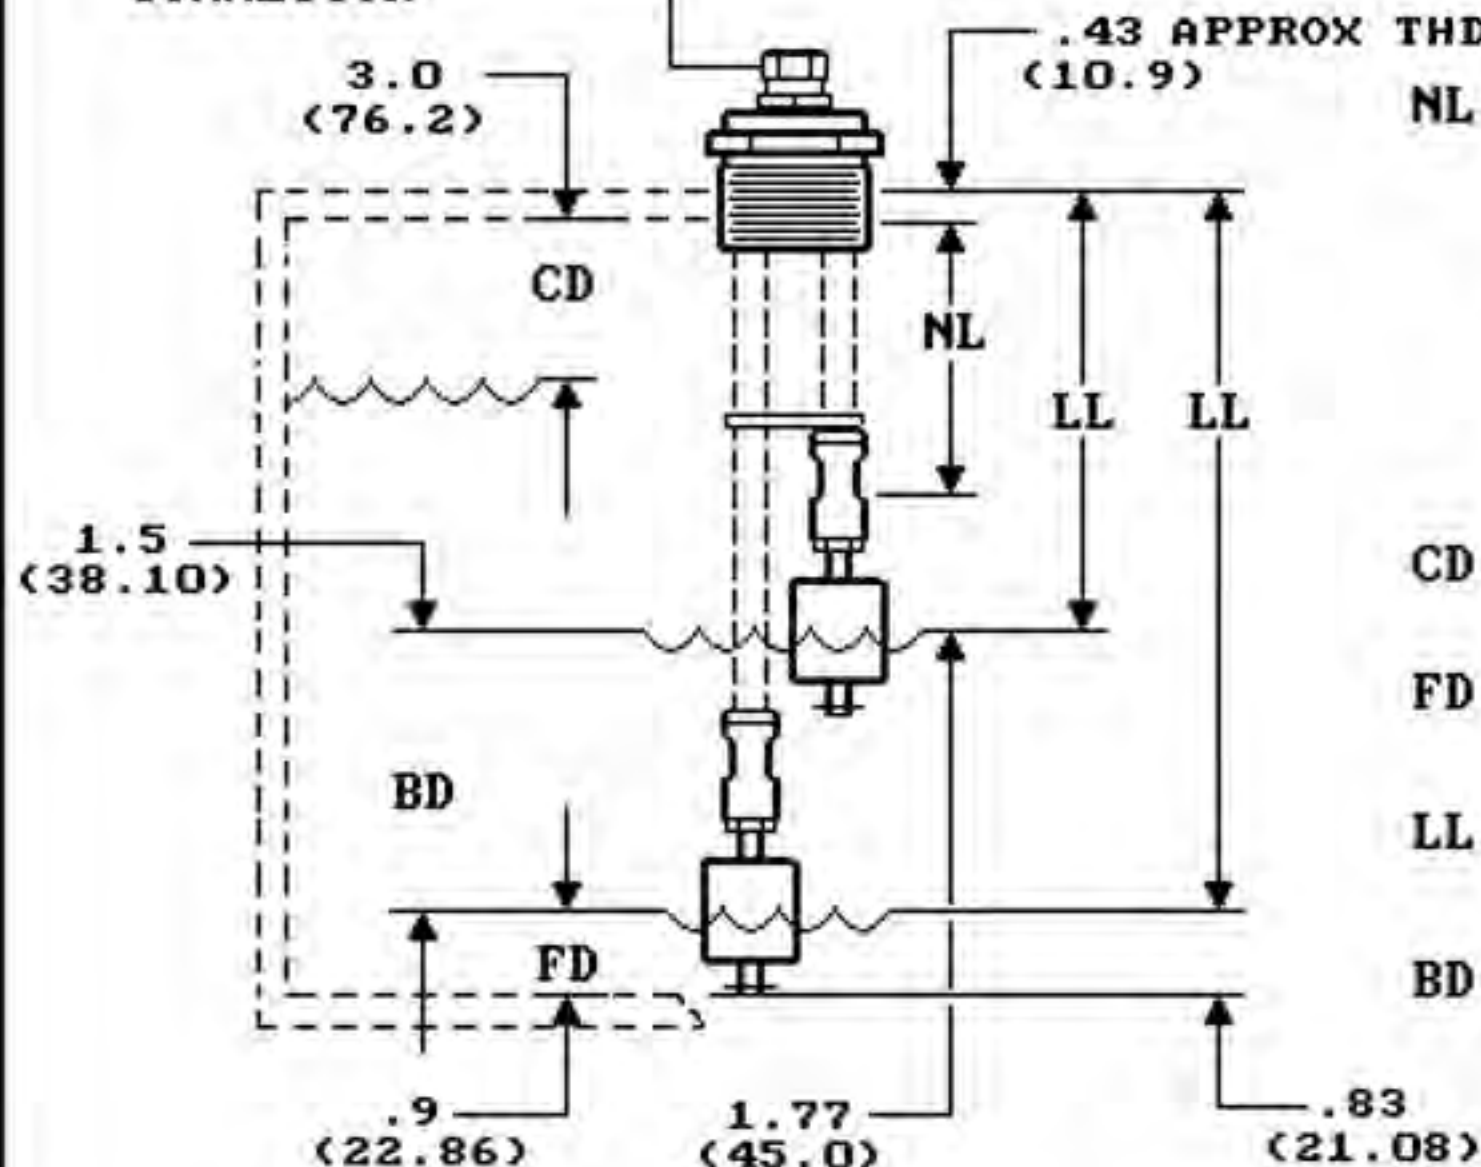 .43 APPROX THD
(10.9)
3.0
(76.2)
NL
CD
NL
LL
LL
1.5
(38.10)
CD
FD
BD
LL
FD
BD
.9
(22.86)
1.77
(45.0)
.83
(21.08)